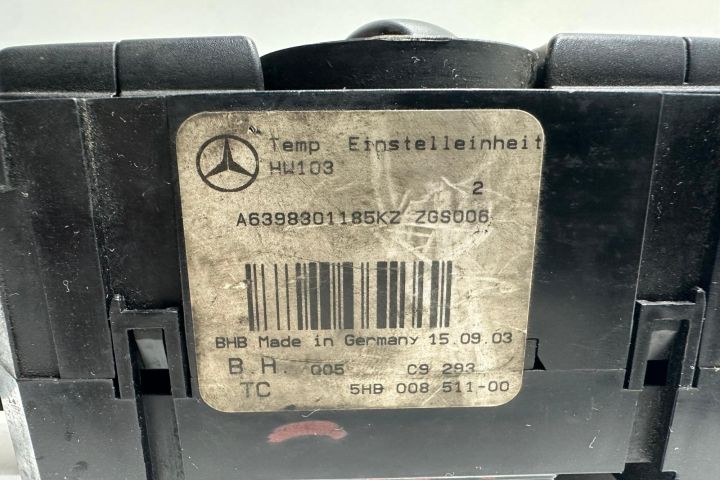 Temp. Einstelleinheit
HW103
2
A6398301185KZ ZGS006
BHB Made in Germany 15.09.03
B.H. 005 C9 293
TC 5HB 008 511-00